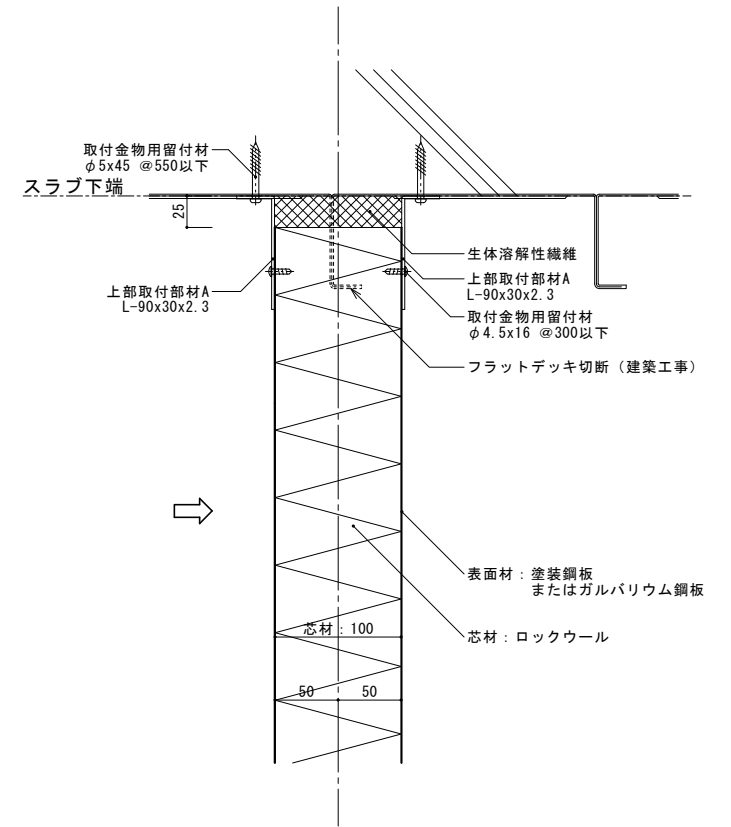 取付金物用留付材
φ5x45 @550以下
スラブ下端
25
生体溶解性繊維
上部取付部材A
L-90x30x2.3
上部取付部材A
L-90x30x2.3
取付金物用留付材
φ4.5x16 @300以下
フラットデッキ切断（建築工事）
表面材：塗装鋼板
またはガルバリウム鋼板
芯材：100
芯材：ロックウール
50
50